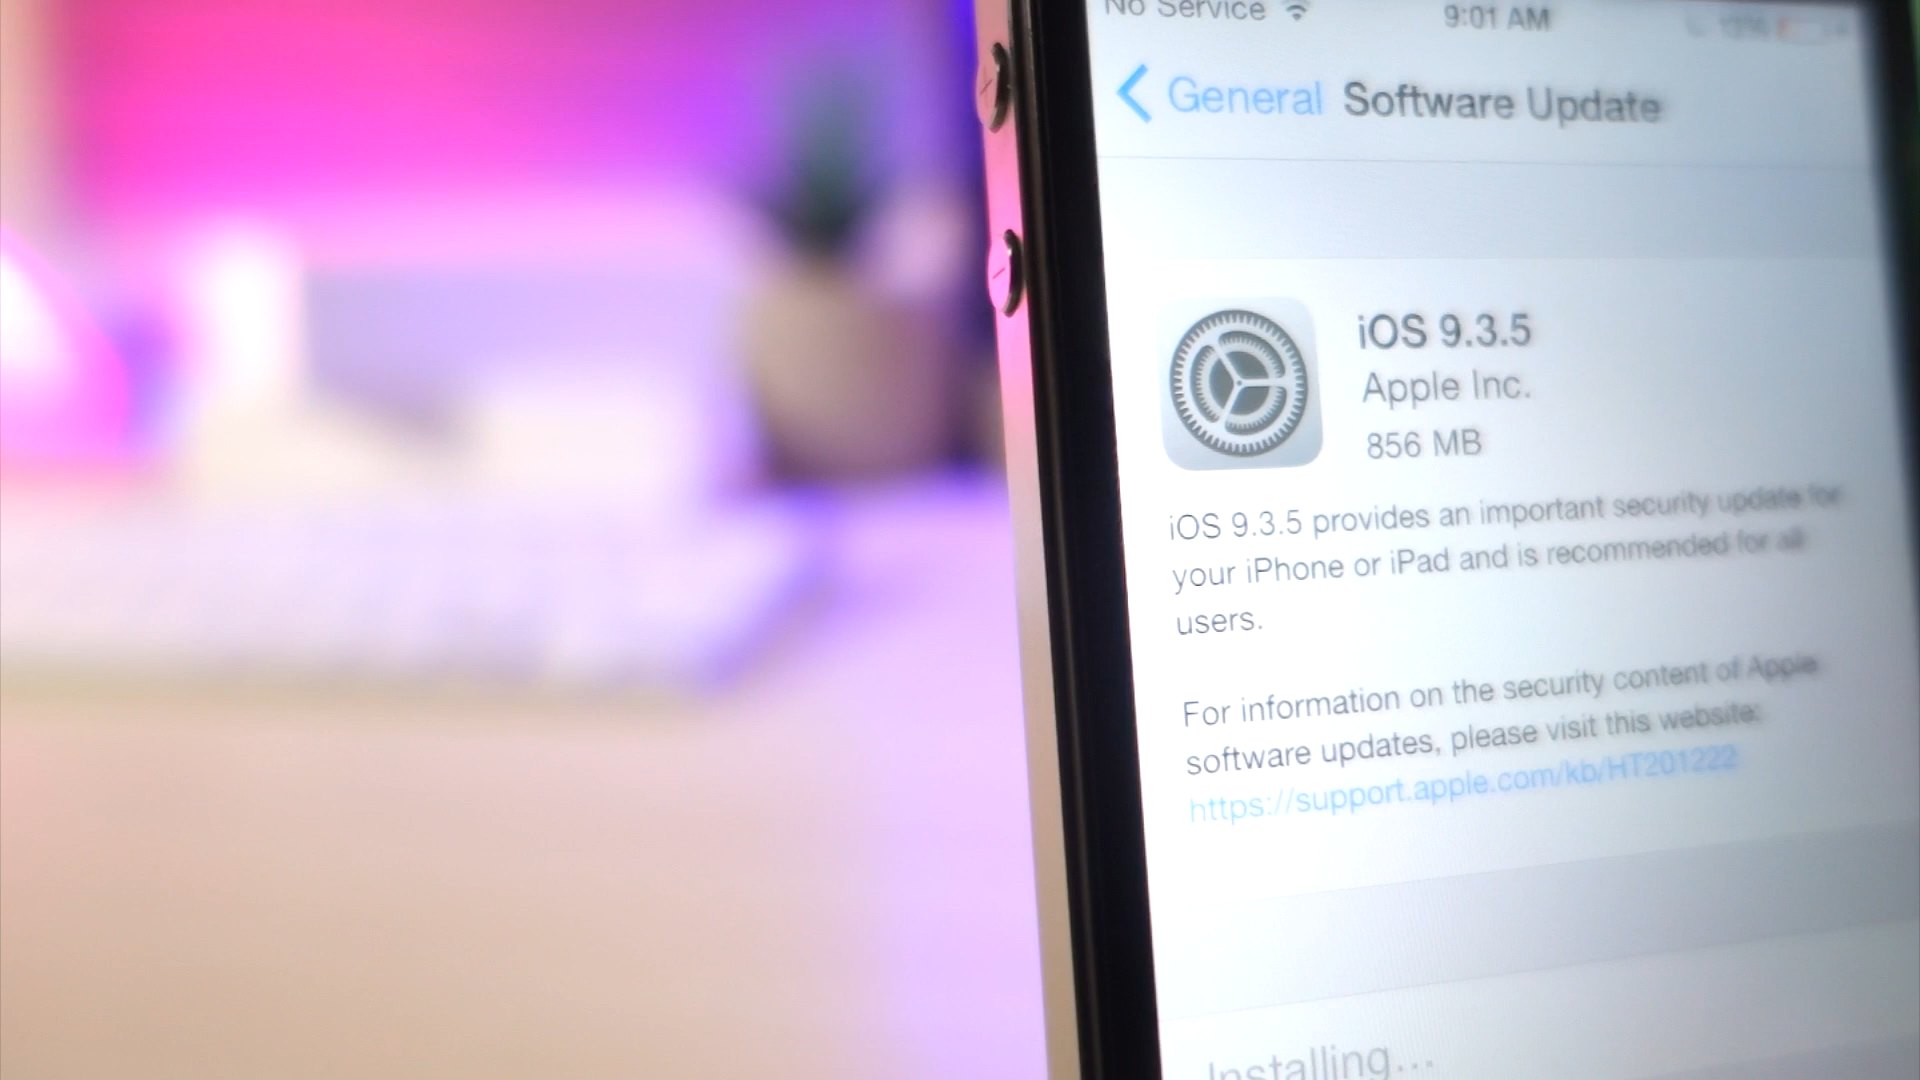 No Service 9:01 AM 13%
General Software Update
iOS 9.3.5
Apple Inc.
856 MB
iOS 9.3.5 provides an important security update for
your iPhone or iPad and is recommended for all
users.
For information on the security content of Apple
software updates, please visit this website:
https://support.apple.com/kb/HT201222
Installing...